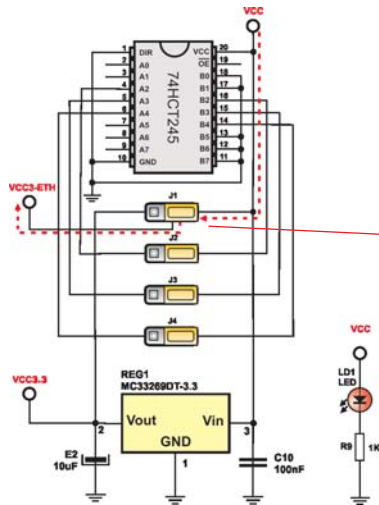 VCC
1 DIR VCC 20
2 A0 OE 19
3 A1 B0 18
4 A2 B1 17
5 A3 B2 16
6 A4 B3 15
7 A5 B4 14
8 A6 B5 13
9 A7 B6 12
10 GND B7 11
74HCT245
VCC3-ETH
J1
J2
J3
J4
VCC
LD1
LED
R9 1K
REG1
MC33269DT-3.3
VCC3.3
2 Vout Vin 3
GND
1
E2
10uF
C10
100nF